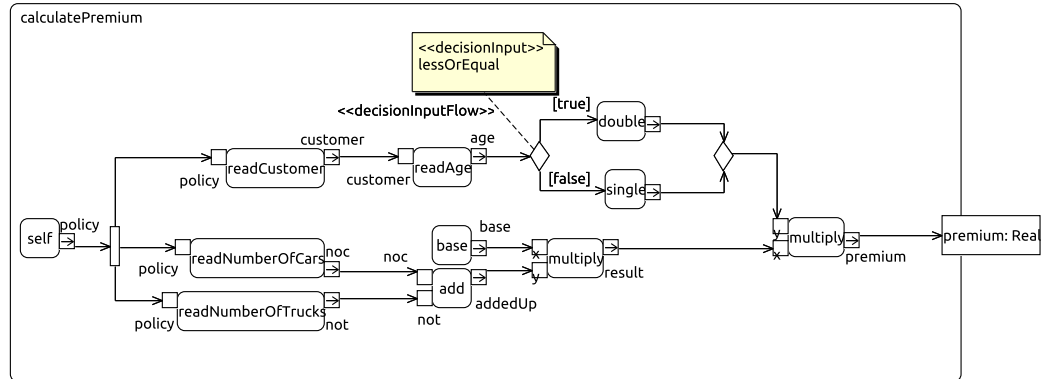 calculatePremium
<<decisionInput>>
lessOrEqual
<<decisionInputFlow>>
[true]
double
customer
age
readCustomer
readAge
policy
customer
[false]
single
policy
self
base
base
y
multiply
premium: Real
readNumberOfCars
noc
noc
x
multiply
x
premium
policy
result
y
add
addedUp
readNumberOfTrucks
policy
not
not